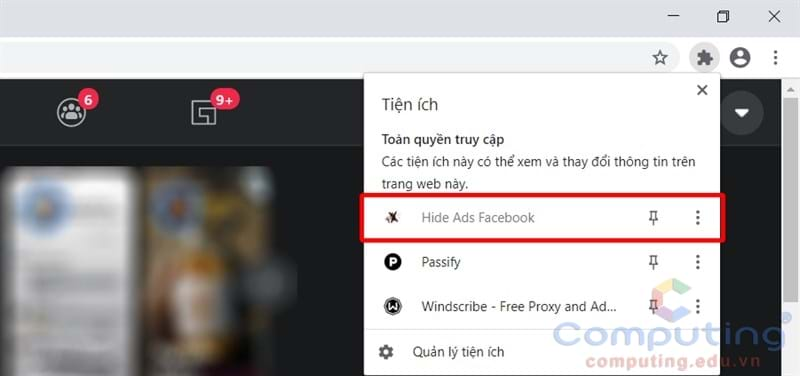 6
9+
Tiện ích
Toàn quyền truy cập
Các tiện ích này có thể xem và thay đổi thông tin trên
trang web này.
Hide Ads Facebook
Passify
Windscribe - Free Proxy and Ad...
Quản lý tiện ích
Computing
computing.edu.vn